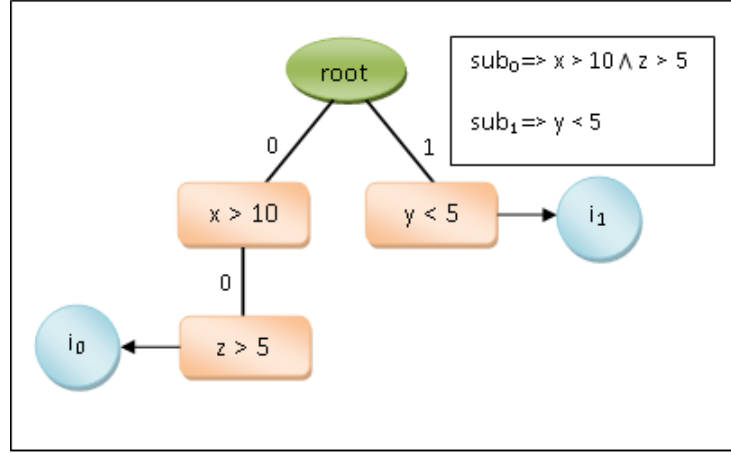 root
sub₀=> x > 10 ∧ z > 5
sub₁=> y < 5
0
1
x > 10
y < 5
i₁
0
i₀
z > 5